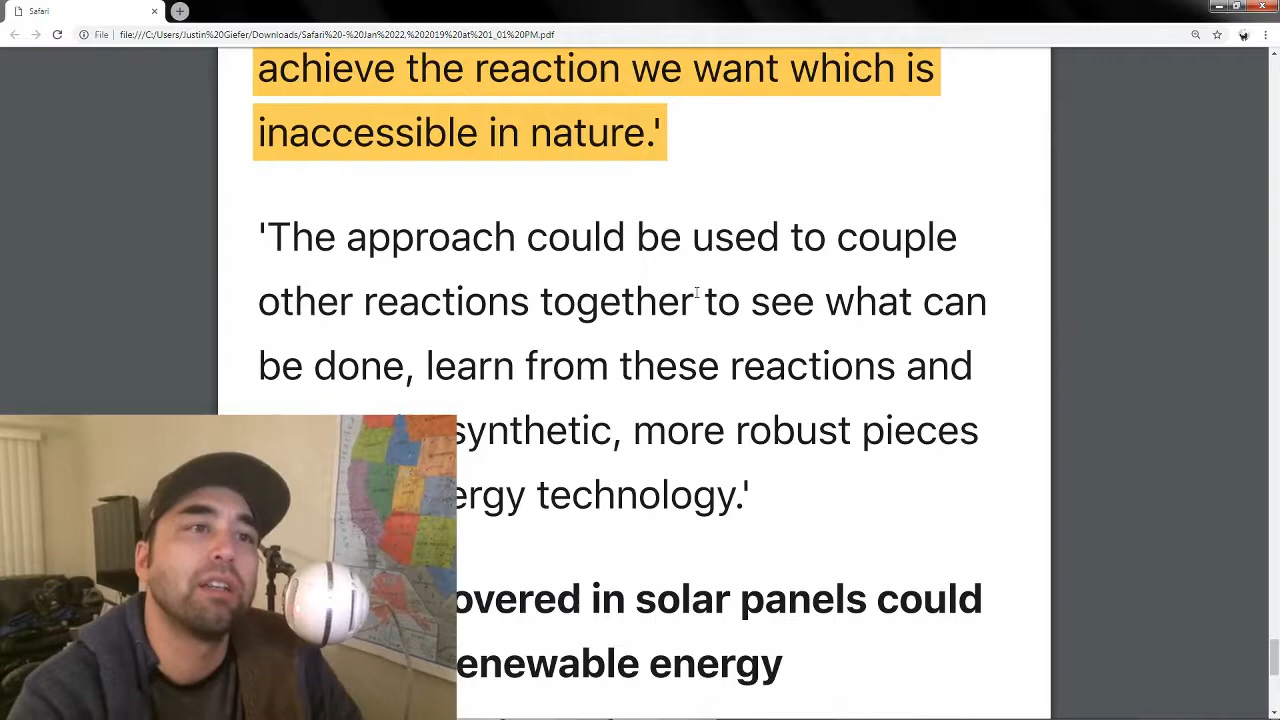 Safari
File | file:///C:/Users/Justin%20Giefer/Downloads/Safari%20-%20Jan%2022,%202019%20at%201_01%20PM.pdf
achieve the reaction we want which is
inaccessible in nature.'
'The approach could be used to couple
other reactions together to see what can
be done, learn from these reactions and
synthetic, more robust pieces
ergy technology.'
overed in solar panels could
enewable energy